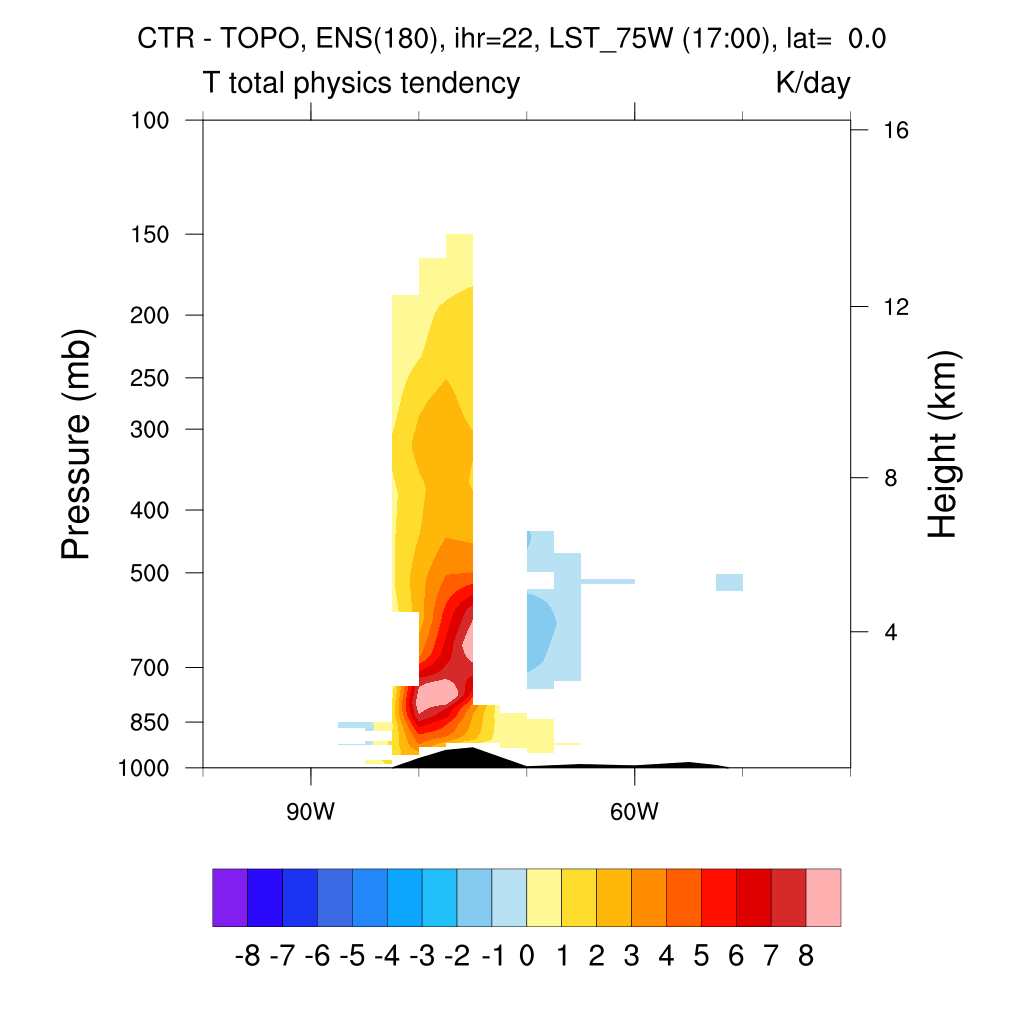 CTR - TOPO, ENS(180), ihr=22, LST_75W (17:00), lat=  0.0
T total physics tendency K/day
100
150
200
250
300
400
500
700
850
1000
Pressure (mb)
16
12
8
4
Height (km)
90W 60W
-8 -7 -6 -5 -4 -3 -2 -1 0 1 2 3 4 5 6 7 8